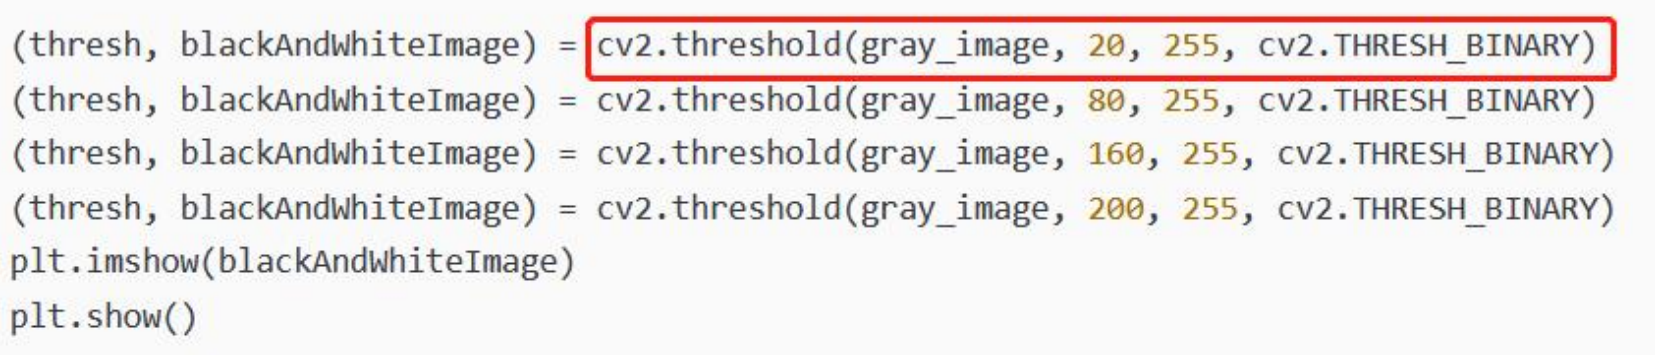 (thresh, blackAndWhiteImage) = cv2.threshold(gray_image, 20, 255, cv2.THRESH_BINARY)
(thresh, blackAndWhiteImage) = cv2.threshold(gray_image, 80, 255, cv2.THRESH_BINARY)
(thresh, blackAndWhiteImage) = cv2.threshold(gray_image, 160, 255, cv2.THRESH_BINARY)
(thresh, blackAndWhiteImage) = cv2.threshold(gray_image, 200, 255, cv2.THRESH_BINARY)
plt.imshow(blackAndWhiteImage)
plt.show()